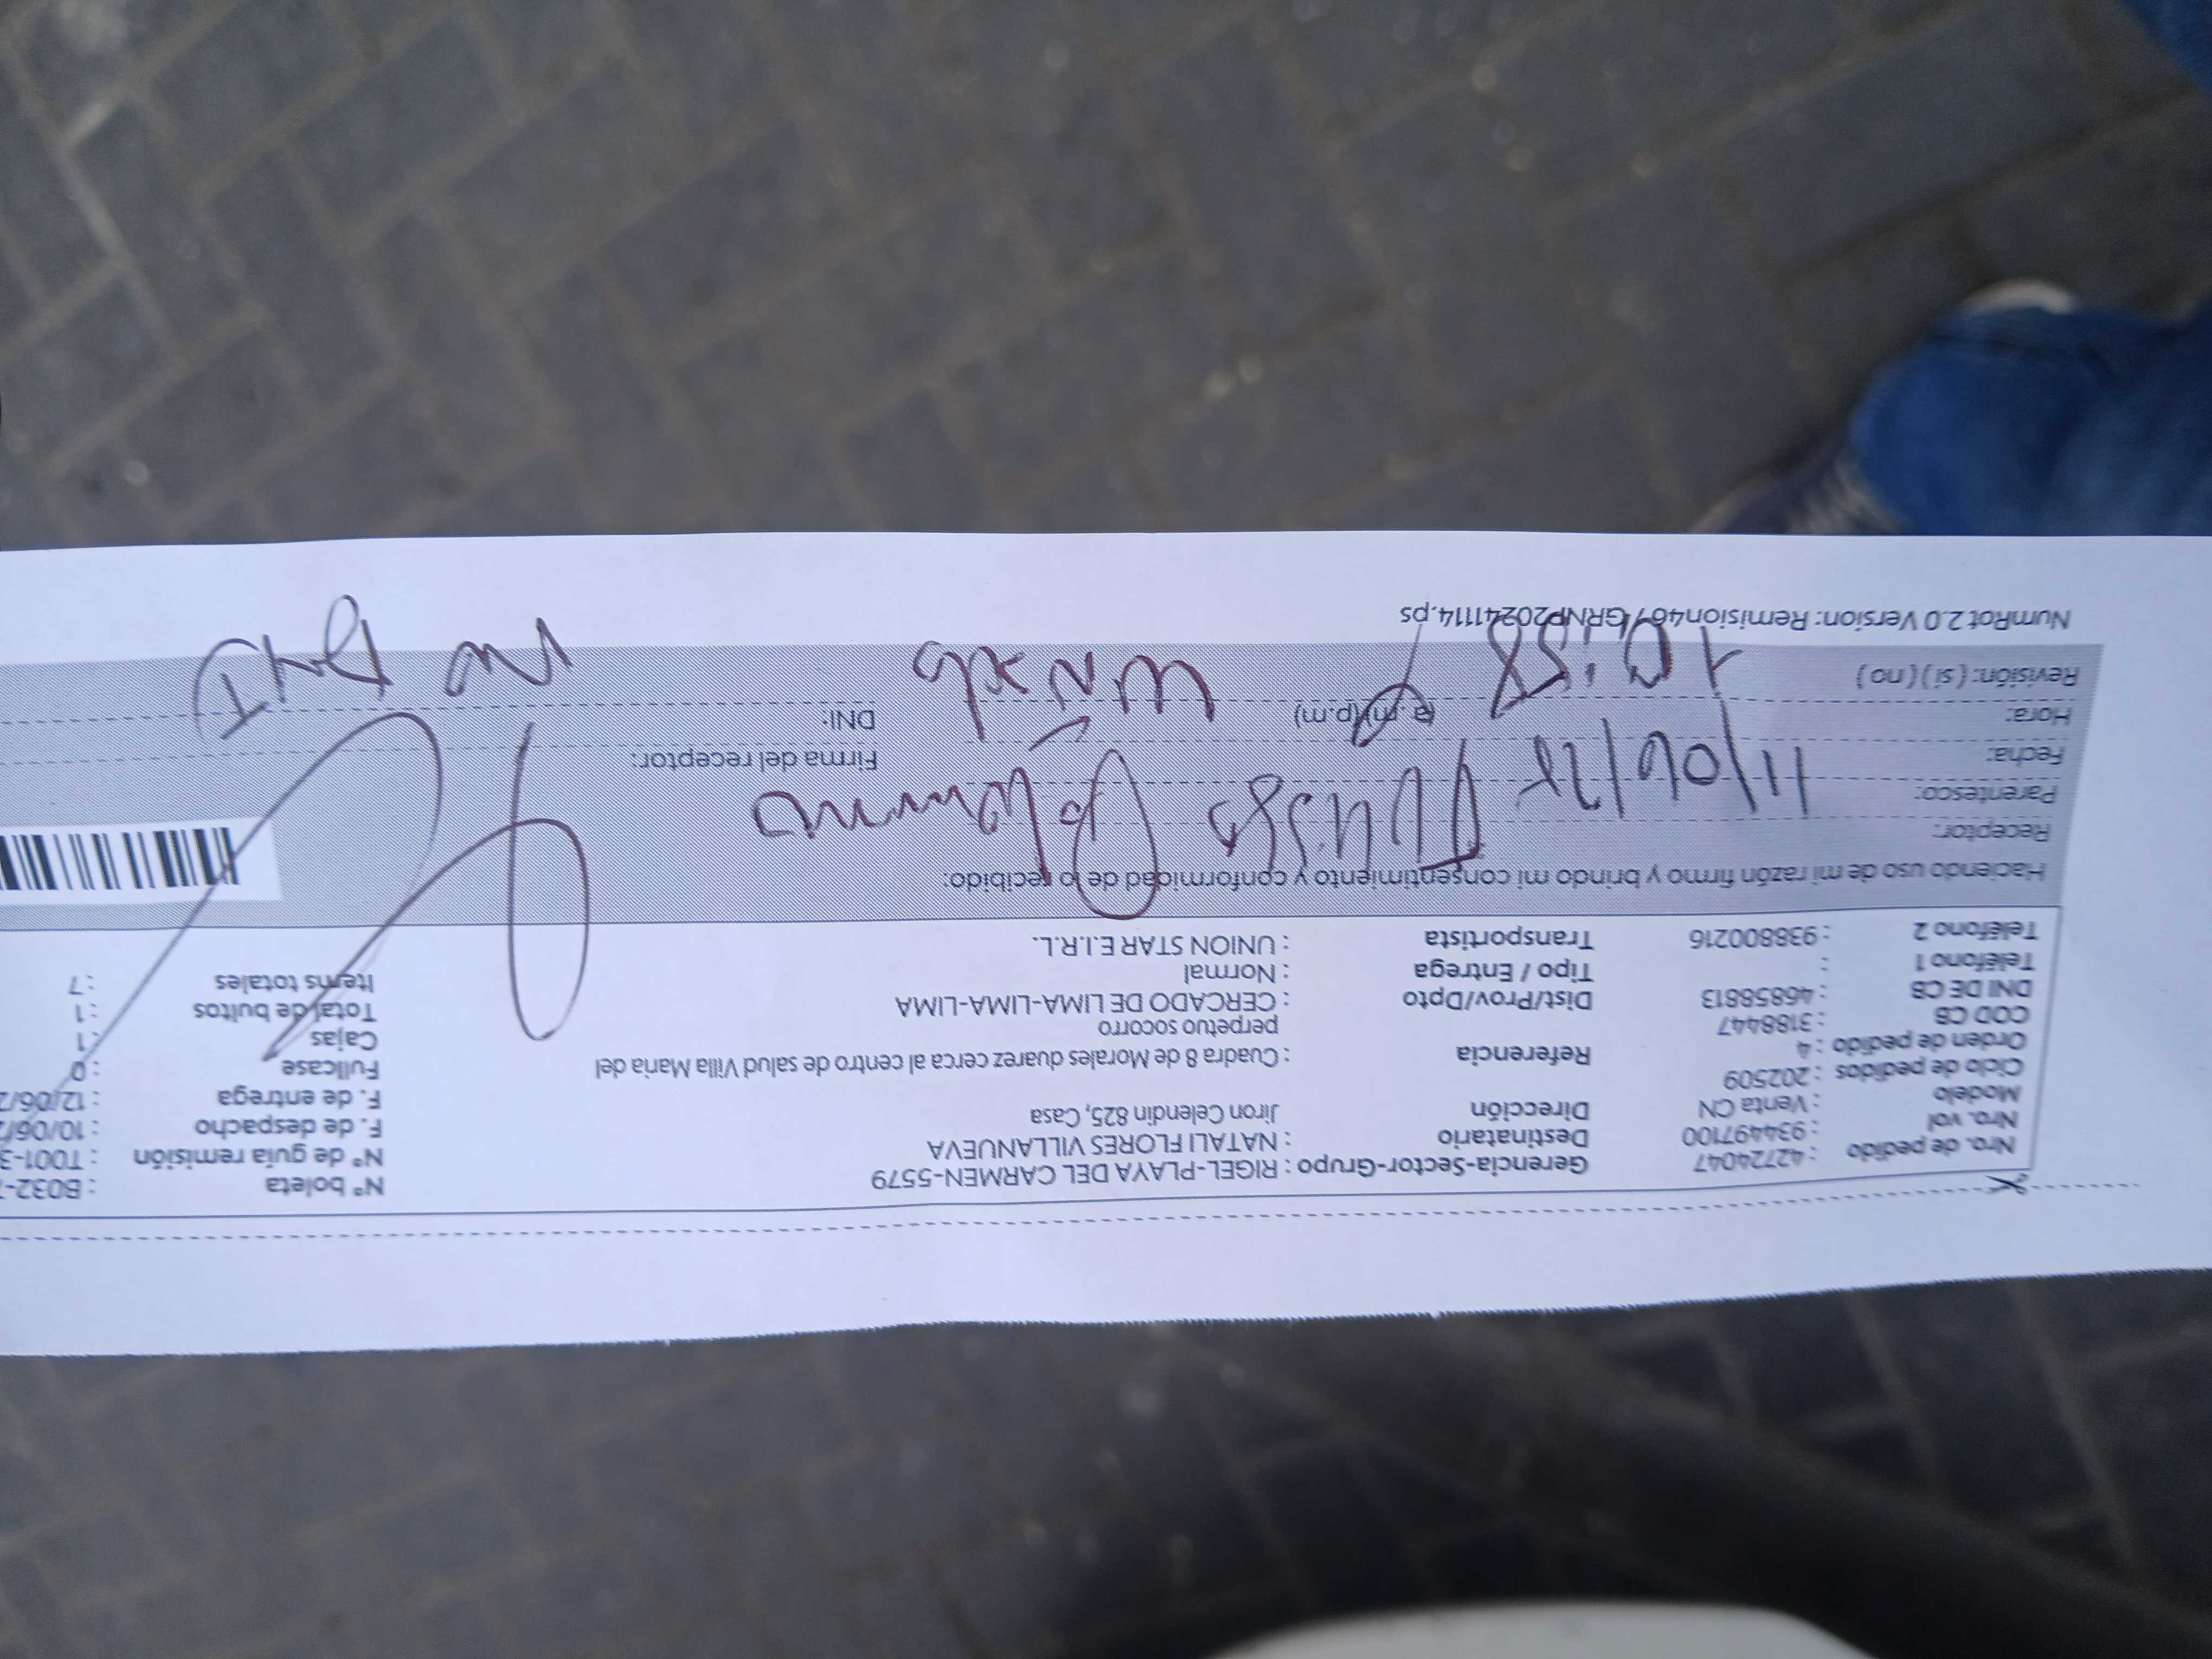 Nro. de pedido : 42724047 Gerencia-Sector-Grupo : RIGEL-PLAYA DEL CARMEN-5579 N° boleta : B032-
Nro. vol : 934497100 Destinatario : NATALI FLORES VILLANUEVA N° de guía remisión : T001-3
Modelo : Venta CN Dirección Jiron Celendin 825, Casa F. de despacho : 10/06/
Ciclo de pedidos : 202509 F. de entrega : 12/06/2
Orden de pedido : 4 Referencia : Cuadra 8 de Morales duarez cerca al centro de salud Villa Maria del Fullcase : 0
COD CB : 3188447 perpetuo socorro Cajas : 1
DNI DE CB : 46858813 Dist/Prov/Dpto : CERCADO DE LIMA-LIMA-LIMA Total de bultos : 1
Teléfono 1 : Tipo / Entrega : Normal Items totales : 7
Teléfono 2 : 938800216 Transportista : UNION STAR E.I.R.L.
Haciendo uso de mi razón firmo y brindo mi consentimiento y conformidad de lo recibido:
Receptor:
Parentesco:
Fecha: 11/06/25 Firma del receptor:
Hora: (a.m)(p.m) DNI:
Revisión: ( si ) ( no ) 10:58 no DNI
NumRot 2.0 Version: Remision467GRNP20241114.ps